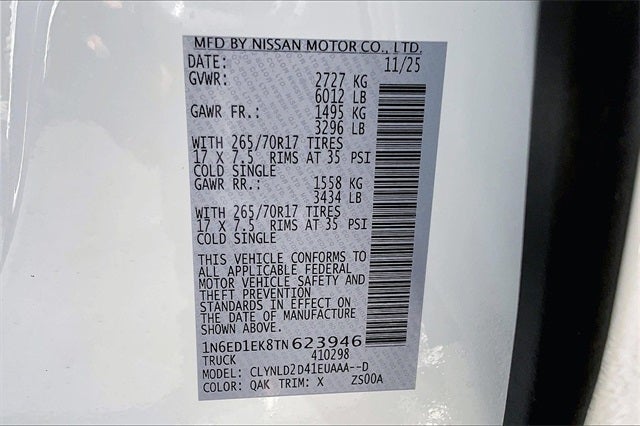 MFD BY NISSAN MOTOR CO., LTD.
DATE: 11/25
GVWR: 2727 KG
6012 LB
GAWR FR.: 1495 KG
3296 LB
WITH 265/70R17 TIRES
17 X 7.5 RIMS AT 35 PSI
COLD SINGLE
GAWR RR.: 1558 KG
3434 LB
WITH 265/70R17 TIRES
17 X 7.5 RIMS AT 35 PSI
COLD SINGLE
THIS VEHICLE CONFORMS TO
ALL APPLICABLE FEDERAL
MOTOR VEHICLE SAFETY AND
THEFT PREVENTION
STANDARDS IN EFFECT ON
THE DATE OF MANUFACTURE
SHOWN ABOVE.
1N6ED1EK8TN623946
TRUCK 410298
MODEL: CLYNLD2D41EUAAA--D
COLOR: QAK TRIM: X ZS00A